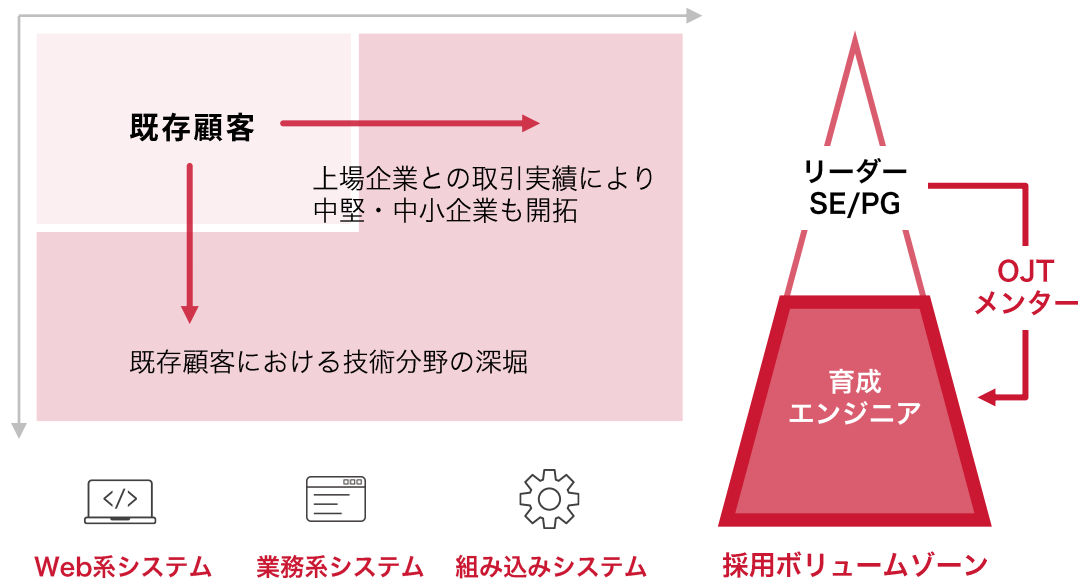 既存顧客
上場企業との取引実績により
中堅・中小企業も開拓
既存顧客における技術分野の深堀
Web系システム
業務系システム
組み込みシステム
リーダー
SE/PG
OJT
メンター
育成
エンジニア
採用ボリュームゾーン